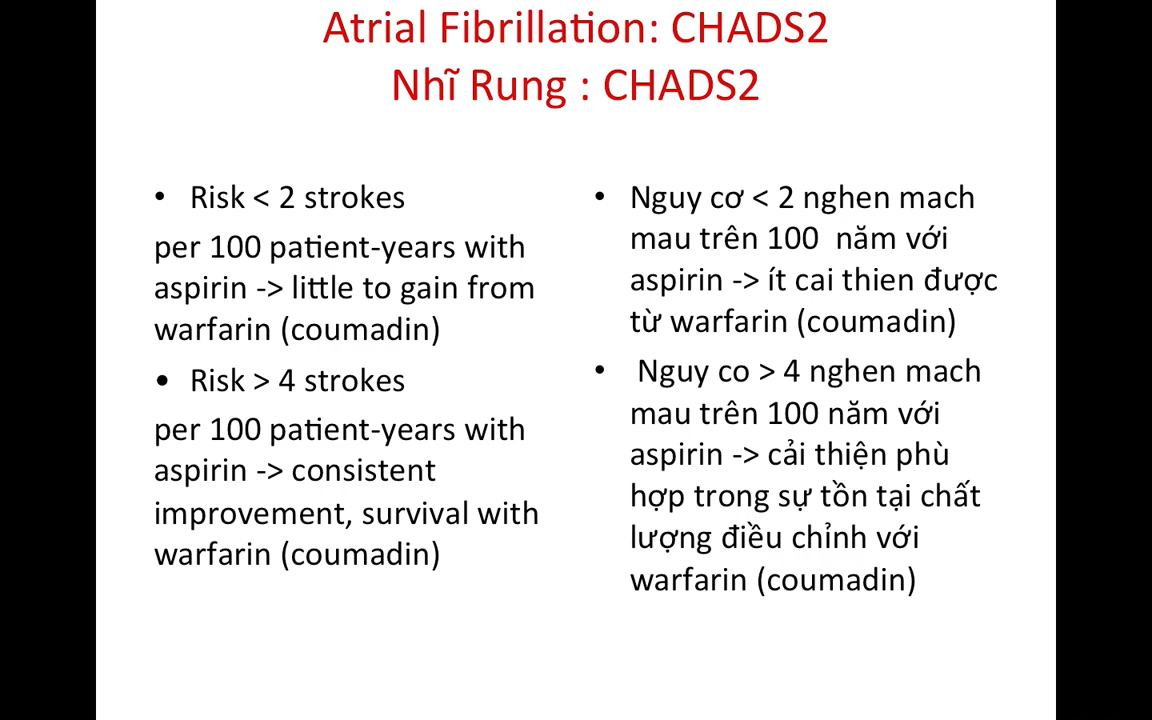 Atrial Fibrillation: CHADS2
Nhĩ Rung : CHADS2
• Risk < 2 strokes
per 100 patient-years with
aspirin -> little to gain from
warfarin (coumadin)
• Risk > 4 strokes
per 100 patient-years with
aspirin -> consistent
improvement, survival with
warfarin (coumadin)
• Nguy cơ < 2 nghen mach
mau trên 100 năm với
aspirin -> ít cai thien được
từ warfarin (coumadin)
• Nguy co > 4 nghen mach
mau trên 100 năm với
aspirin -> cải thiện phù
hợp trong sự tồn tại chất
lượng điều chỉnh với
warfarin (coumadin)